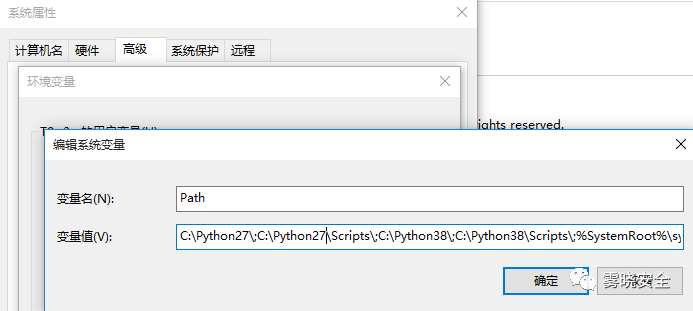 系统属性
计算机名 硬件 高级 系统保护 远程
环境变量
ights reserved.
编辑系统变量
变量名(N):
Path
变量值(V):
C:\Python27\;C:\Python27\Scripts\;C:\Python38\;C:\Python38\Scripts\;%SystemRoot%\sy
确定
雾晓安全